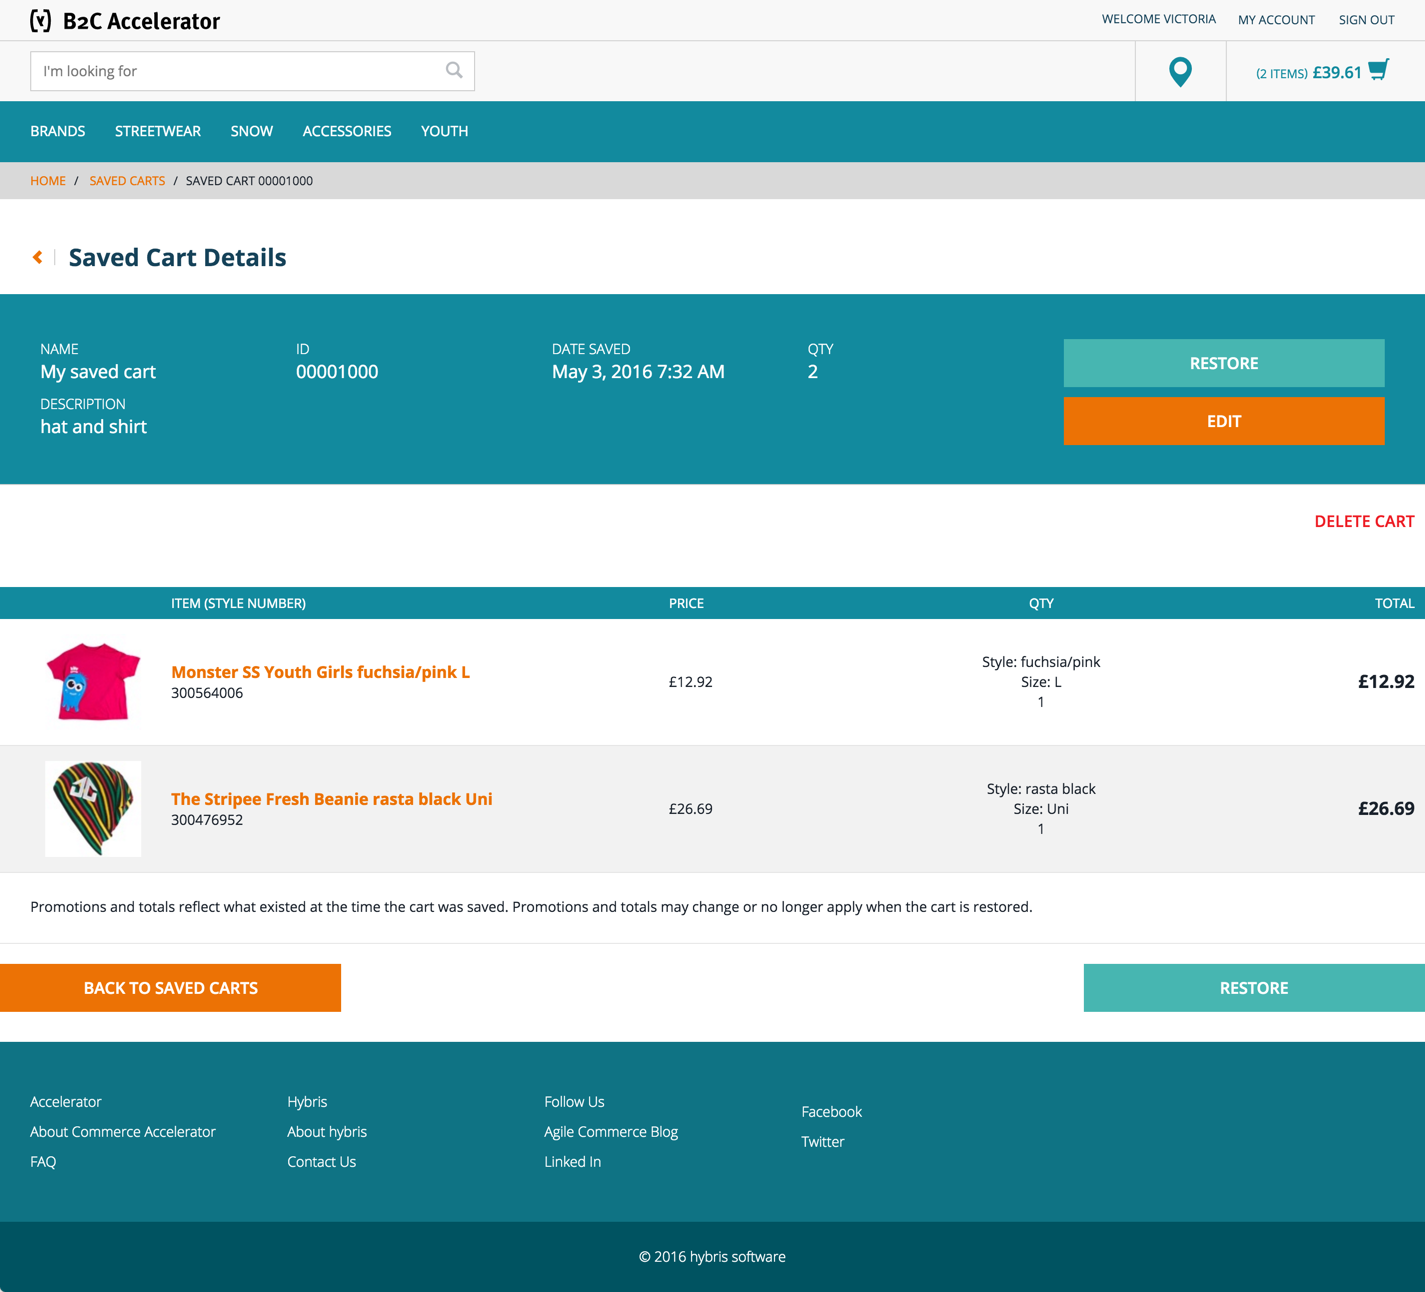 B2C Accelerator
WELCOME VICTORIA MY ACCOUNT SIGN OUT
I'm looking for
(2 ITEMS) £39.61
BRANDS STREETWEAR SNOW ACCESSORIES YOUTH
HOME / SAVED CARTS / SAVED CART 00001000
Saved Cart Details
NAME ID DATE SAVED QTY
My saved cart 00001000 May 3, 2016 7:32 AM 2
RESTORE
DESCRIPTION
hat and shirt
EDIT
DELETE CART
ITEM (STYLE NUMBER) PRICE QTY TOTAL
Monster SS Youth Girls fuchsia/pink L
300564006
£12.92
Style: fuchsia/pink
Size: L
1
£12.92
The Stripee Fresh Beanie rasta black Uni
300476952
£26.69
Style: rasta black
Size: Uni
1
£26.69
Promotions and totals reflect what existed at the time the cart was saved. Promotions and totals may change or no longer apply when the cart is restored.
BACK TO SAVED CARTS RESTORE
Accelerator
About Commerce Accelerator
FAQ
Hybris
About hybris
Contact Us
Follow Us
Agile Commerce Blog
Linked In
Facebook
Twitter
© 2016 hybris software